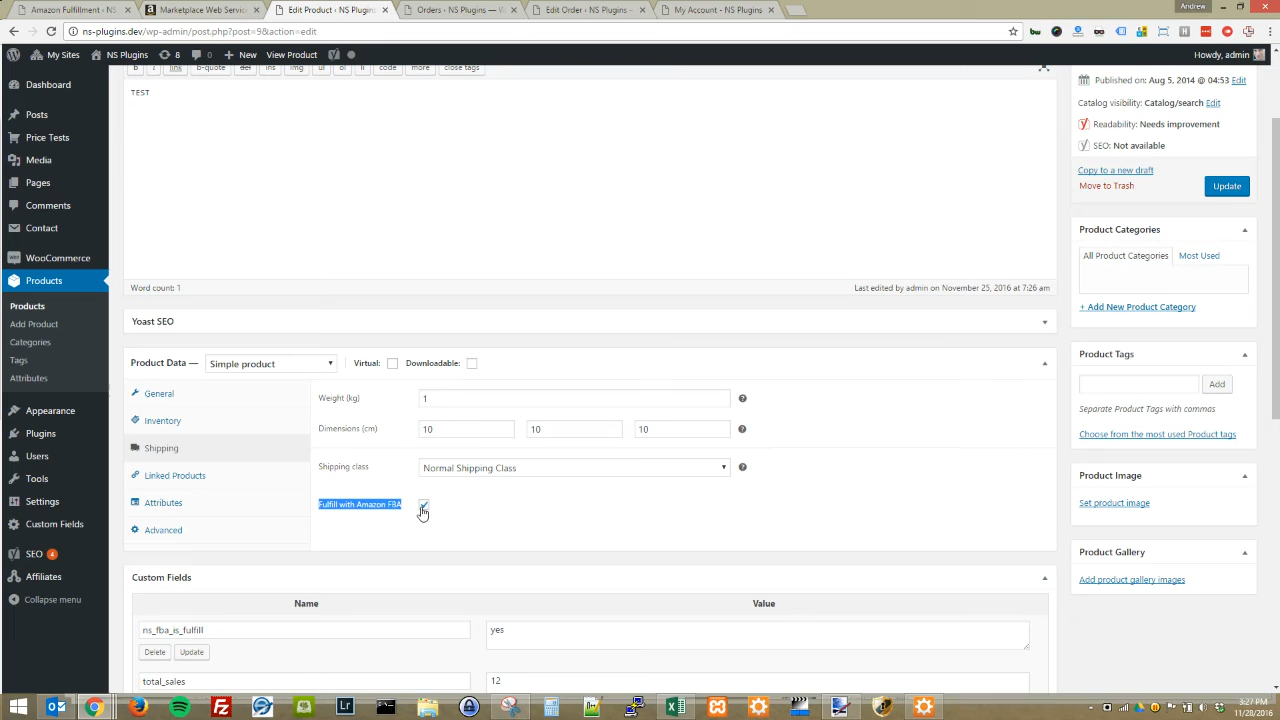 Andrew
Amazon Fulfillment ‹ NS
Marketplace Web Servic
Edit Product ‹ NS Plugins
Orders ‹ NS Plugins — W
Edit Order ‹ NS Plugins –
My Account – NS Plugins
ns-plugins.dev/wp-admin/post.php?post=9&action=edit
My Sites
NS Plugins
8
0
New
View Product
Howdy, admin
Dashboard
Posts
Price Tests
Media
Pages
Comments
Contact
WooCommerce
Products
Products
Add Product
Categories
Tags
Attributes
Appearance
Plugins
Users
Tools
Settings
Custom Fields
SEO 4
Affiliates
Collapse menu
b
i
link
b-quote
del
ins
img
ul
ol
li
code
more
close tags
TEST
Word count: 1
Last edited by admin on November 25, 2016 at 7:26 am
Yoast SEO
Product Data —
Simple product
Virtual:
Downloadable:
General
Inventory
Shipping
Linked Products
Attributes
Advanced
Weight (kg)
1
Dimensions (cm)
10
10
10
Shipping class
Normal Shipping Class
Fulfill with Amazon FBA
Custom Fields
Name
Value
ns_fba_is_fulfill
yes
Delete
Update
total_sales
12
Published on: Aug 5, 2014 @ 04:53 Edit
Catalog visibility: Catalog/search Edit
Readability: Needs improvement
SEO: Not available
Copy to a new draft
Move to Trash
Update
Product Categories
All Product Categories
Most Used
+ Add New Product Category
Product Tags
Add
Separate Product Tags with commas
Choose from the most used Product tags
Product Image
Set product image
Product Gallery
Add product gallery images
3:27 PM
11/28/2016